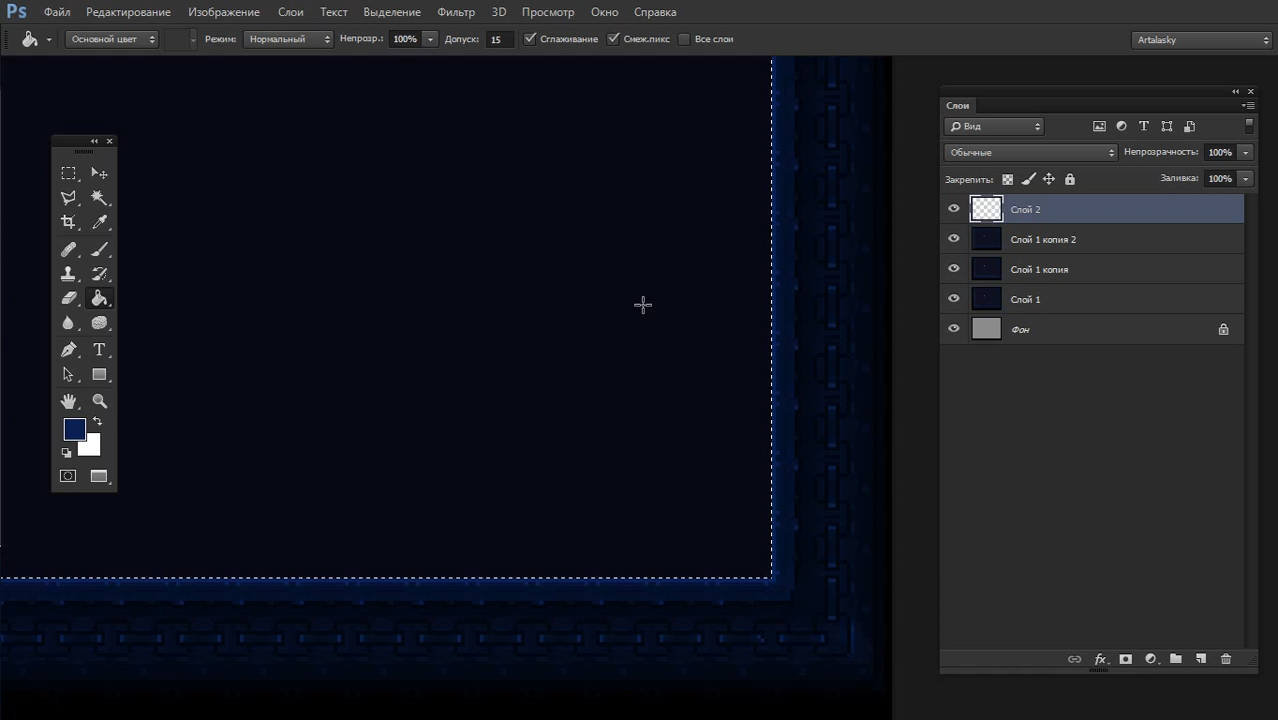 Ps Файл Редактирование Изображение Слои Текст Выделение Фильтр 3D Просмотр Окно Справка
Основной цвет Режим: Нормальный Непрозр.: 100% Допуск: 15 Сглаживание Смеж.пикс Все слои Artalasky
Слои
Вид
Обычные Непрозрачность: 100%
Закрепить: Заливка: 100%
Слой 2
Слой 1 копия 2
Слой 1 копия
Слой 1
Фон